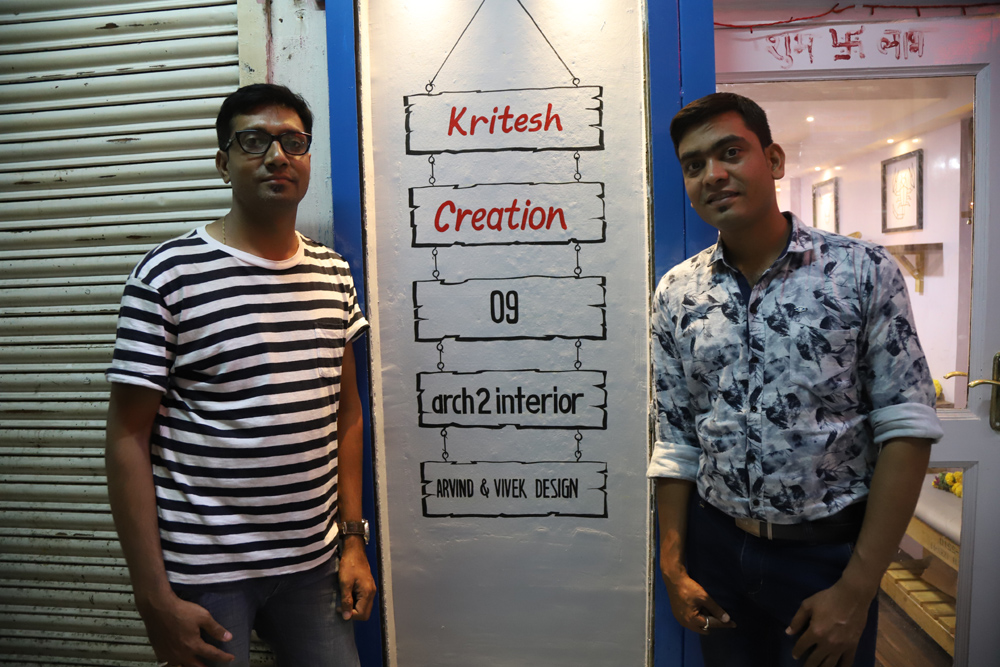 Kritesh
Creation
09
arch2interior
ARVIND & VIVEK DESIGN
शुभ 卐 लाभ